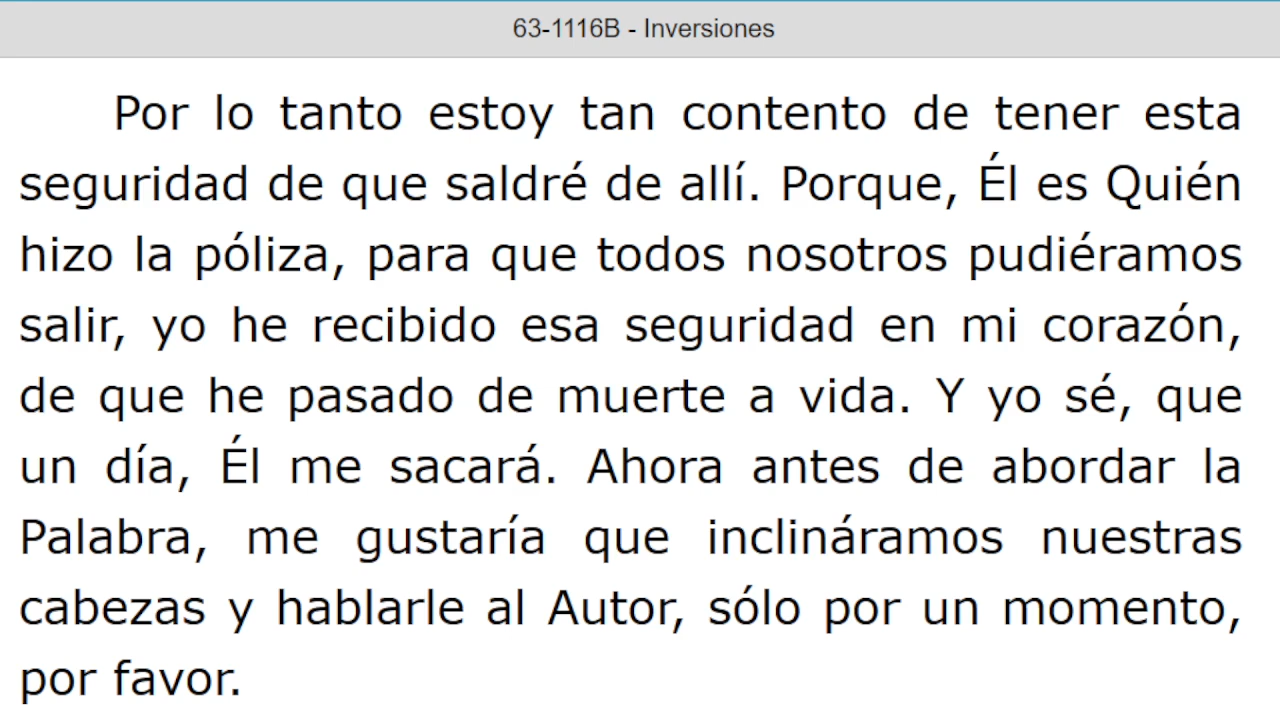 63-1116B - Inversiones
Por lo tanto estoy tan contento de tener esta
seguridad de que saldré de allí. Porque, Él es Quién
hizo la póliza, para que todos nosotros pudiéramos
salir, yo he recibido esa seguridad en mi corazón,
de que he pasado de muerte a vida. Y yo sé, que
un día, Él me sacará. Ahora antes de abordar la
Palabra, me gustaría que inclináramos nuestras
cabezas y hablarle al Autor, sólo por un momento,
por favor.